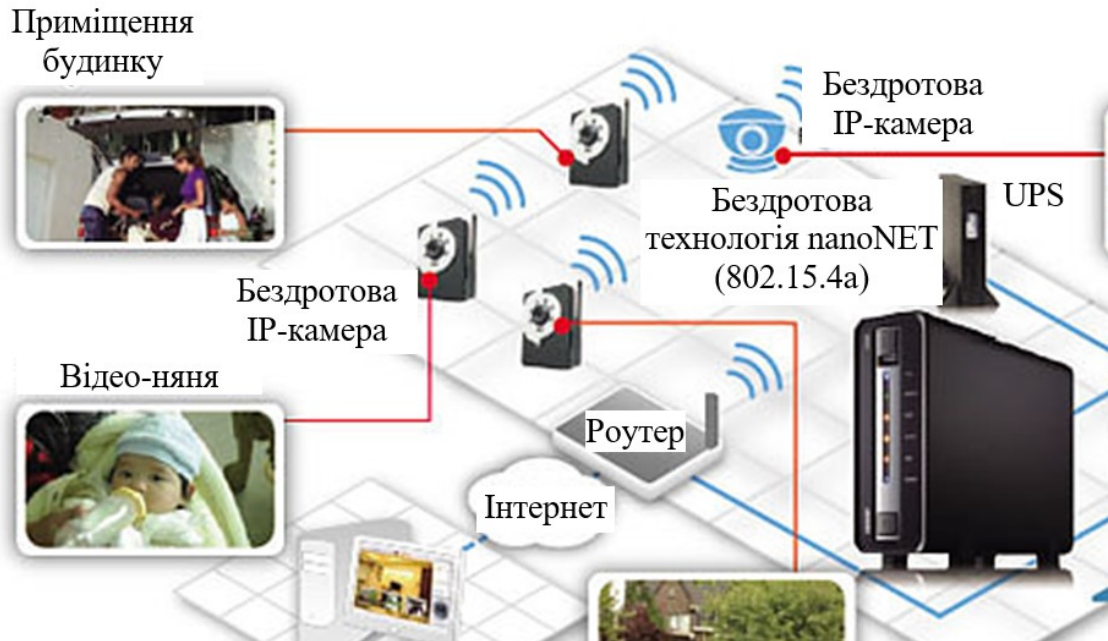 Приміщення
будинку
Бездротова
IP-камера
Бездротова
технологія nanoNET
(802.15.4a)
UPS
Бездротова
IP-камера
Відео-няня
Роутер
Інтернет